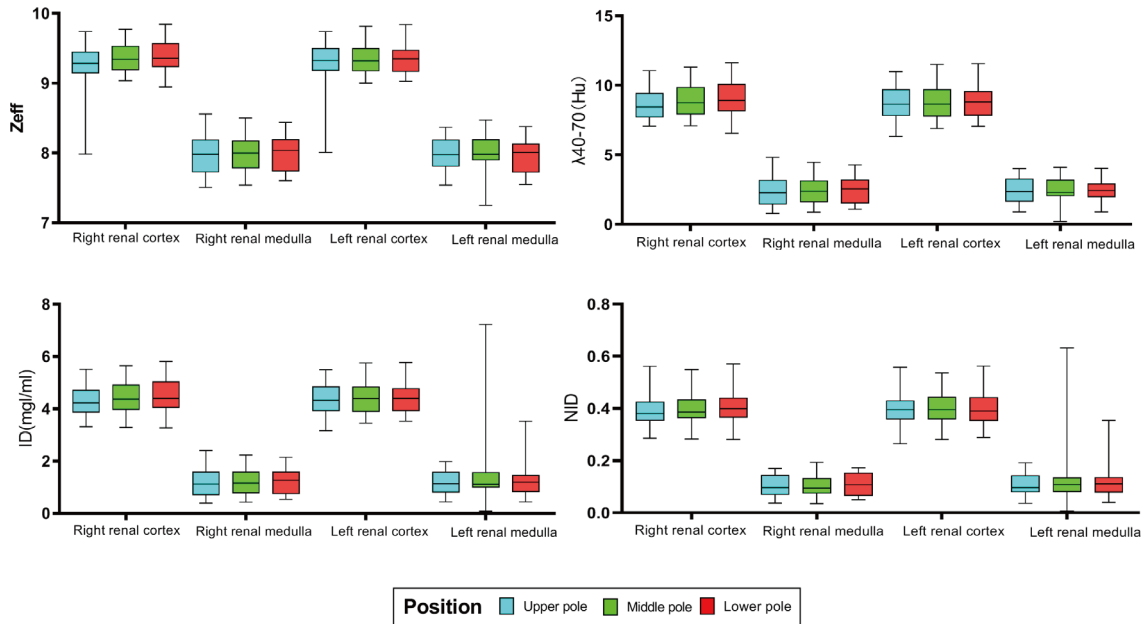 Zeff
10
9
8
7
Right renal cortex Right renal medulla Left renal cortex Left renal medulla
λ40-70(Hu)
15
10
5
0
Right renal cortex Right renal medulla Left renal cortex Left renal medulla
ID(mgl/ml)
8
6
4
2
0
Right renal cortex Right renal medulla Left renal cortex Left renal medulla
NID
0.8
0.6
0.4
0.2
0.0
Right renal cortex Right renal medulla Left renal cortex Left renal medulla
Position Upper pole Middle pole Lower pole